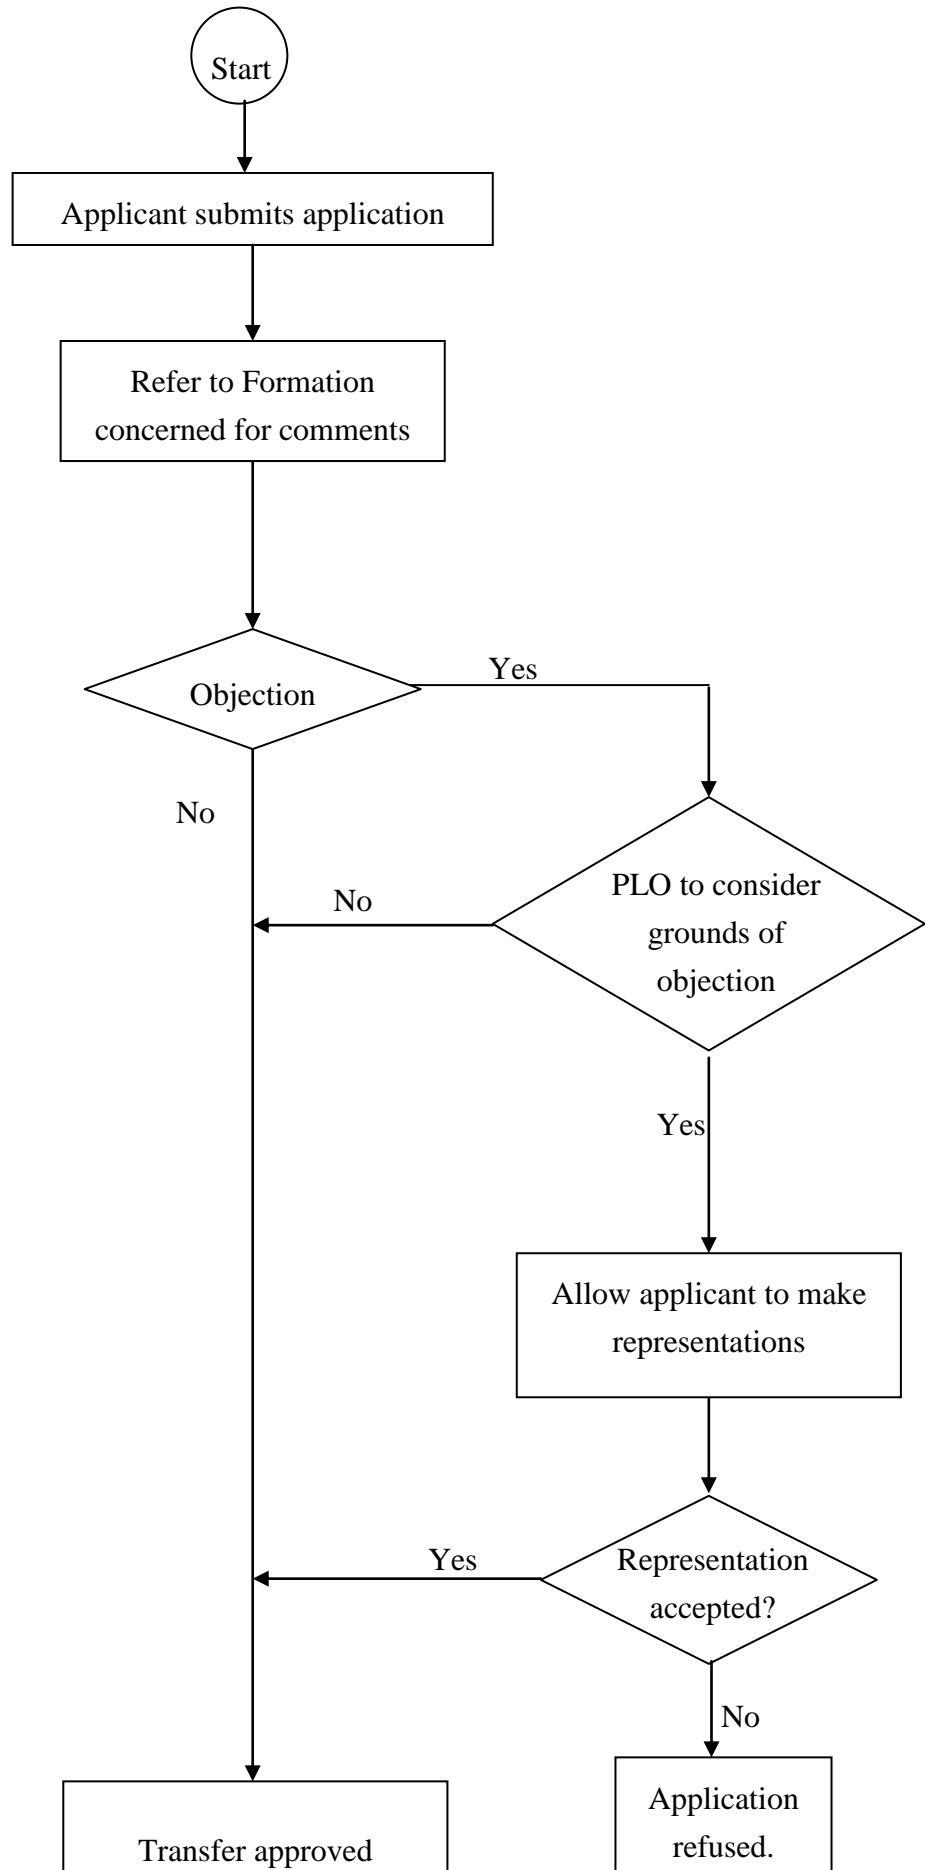 Start
Applicant submits application
Refer to Formation
concerned for comments
Objection
Yes
No
PLO to consider
grounds of
objection
No
Yes
Allow applicant to make
representations
Representation
accepted?
Yes
No
Application
refused.
Transfer approved